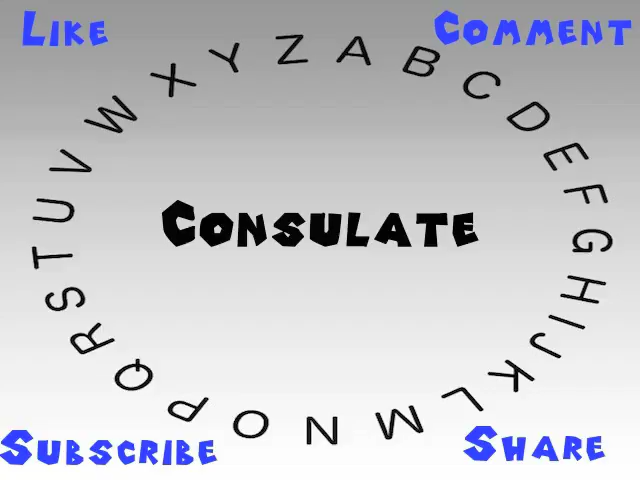 Like
Comment
A B C D E F G H I J K L M N O P Q R S T U V W X Y Z
Consulate
Subscribe
Share